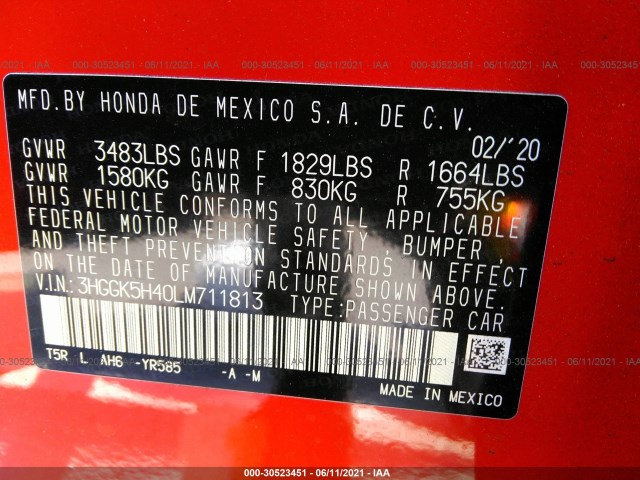 000-30523451 - 06/11/2021 - IAA
MFD.BY HONDA DE MEXICO S.A. DE C.V.
02/'20
GVWR 3483LBS GAWR F 1829LBS R 1664LBS
GVWR 1580KG GAWR F 830KG R 755KG
THIS VEHICLE CONFORMS TO ALL APPLICABLE
FEDERAL MOTOR VEHICLE SAFETY, BUMPER,
AND THEFT PREVENTION STANDARDS IN EFFECT
ON THE DATE OF MANUFACTURE SHOWN ABOVE.
V.I.N.:3HGGK5H40LM711813 TYPE:PASSENGER CAR
T5R L AH6 -YR585 -A -M
MADE IN MEXICO
000-30523451 - 06/11/2021 - IAA